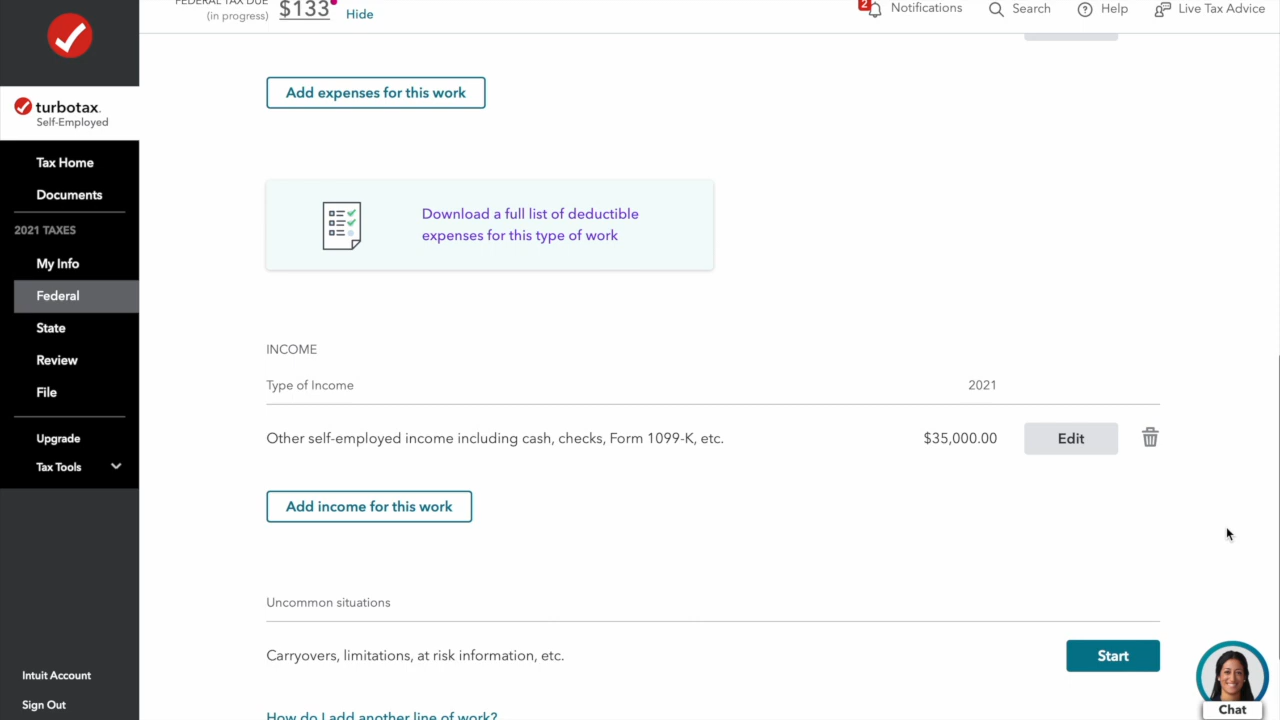 FEDERAL TAX DUE
(in progress)
$133
Hide
2
Notifications
Search
Help
Live Tax Advice
turbotax.
Self-Employed
Tax Home
Documents
2021 TAXES
My Info
Federal
State
Review
File
Upgrade
Tax Tools
Intuit Account
Sign Out
Add expenses for this work
Download a full list of deductible
expenses for this type of work
INCOME
Type of Income 2021
Other self-employed income including cash, checks, Form 1099-K, etc. $35,000.00 Edit
Add income for this work
Uncommon situations
Carryovers, limitations, at risk information, etc. Start
How do I add another line of work?
Chat